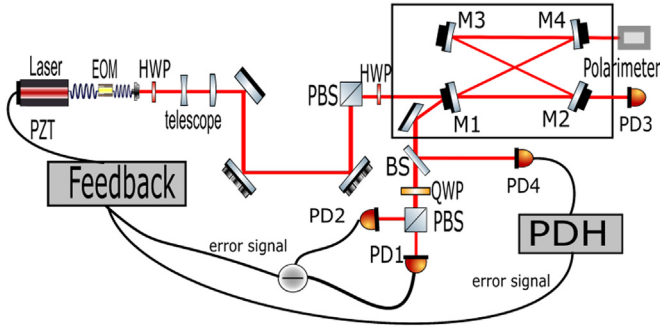 M3
M4
Laser
EOM
HWP
PBS
HWP
Polarimeter
telescope
M1
M2
PD3
PZT
BS
PD4
Feedback
QWP
PD2
PBS
PDH
error signal
PD1
error signal